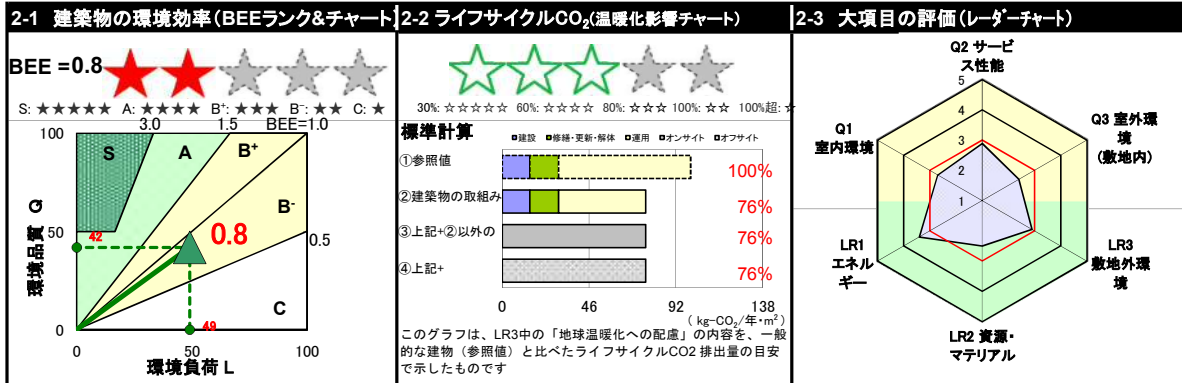 2-1 建築物の環境効率(BEEランク&チャート)
BEE =0.8
S: ★★★★★ A: ★★★★ B⁺: ★★★ B⁻: ★★ C: ★
3.0 1.5 BEE=1.0
100
S
A
B⁺
B⁻
0.8
0.5
50
42
C
49
0
0 50 100
環境品質 Q
環境負荷 L
2-2 ライフサイクルCO₂(温暖化影響チャート)
30%: ☆☆☆☆☆ 60%: ☆☆☆☆ 80%: ☆☆☆ 100%: ☆☆ 100%超: ☆
標準計算
■建設 ■修繕・更新・解体 □運用 □オンサイト □オフサイト
①参照値 100%
②建築物の取組み 76%
③上記+②以外の 76%
④上記+ 76%
0 46 92 138
( kg-CO₂/年・m²)
このグラフは、LR3中の「地球温暖化への配慮」の内容を、一般
的な建物(参照値)と比べたライフサイクルCO2 排出量の目安
で示したものです
2-3 大項目の評価(レーダーチャート)
Q2 サービ
ス性能
5
4
3
2
1
Q1
室内環境
Q3 室外環
境
(敷地内)
LR1
エネル
ギー
LR3
敷地外環
境
LR2 資源・
マテリアル